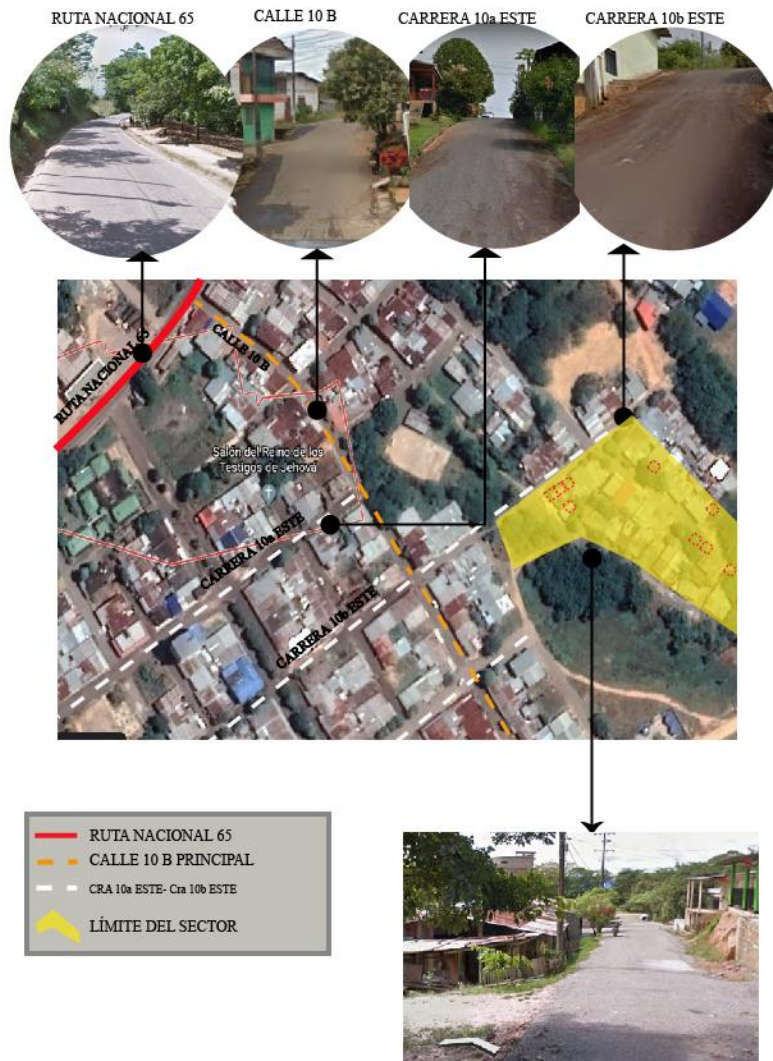 RUTA NACIONAL 65
CALLE 10 B
CARRERA 10a ESTE
CARRERA 10b ESTE
RUTA NACIONAL 65
CALLE 10 B
Salón del Reino de los
Testigos de Jehová
CARRERA 10a ESTE
CARRERA 10b ESTE
RUTA NACIONAL 65
CALLE 10 B PRINCIPAL
CRA 10a ESTE- Cra 10b ESTE
LÍMITE DEL SECTOR